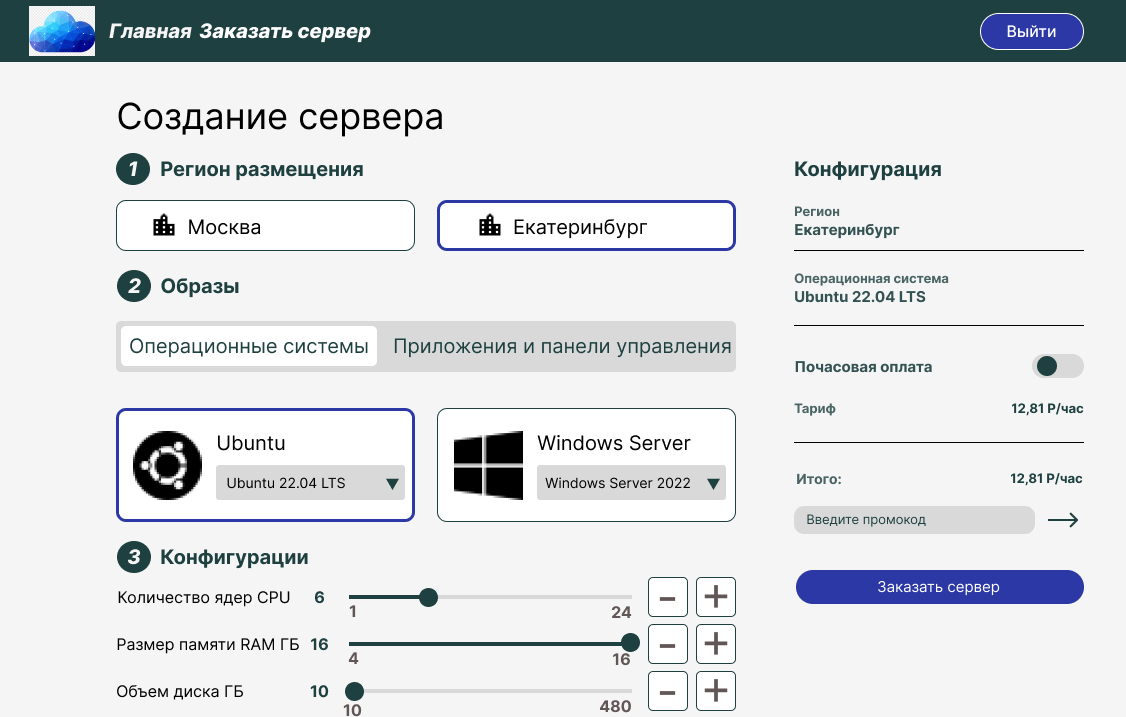 Главная Заказать сервер
Выйти
Создание сервера
1 Регион размещения
Москва
Екатеринбург
2 Образы
Операционные системы
Приложения и панели управления
Ubuntu
Ubuntu 22.04 LTS
Windows Server
Windows Server 2022
3 Конфигурации
Количество ядер CPU 6
1 24
– +
Размер памяти RAM ГБ 16
4 16
– +
Объем диска ГБ 10
10 480
– +
Конфигурация
Регион
Екатеринбург
Операционная система
Ubuntu 22.04 LTS
Почасовая оплата
Тариф 12,81 Р/час
Итого: 12,81 Р/час
Введите промокод
Заказать сервер